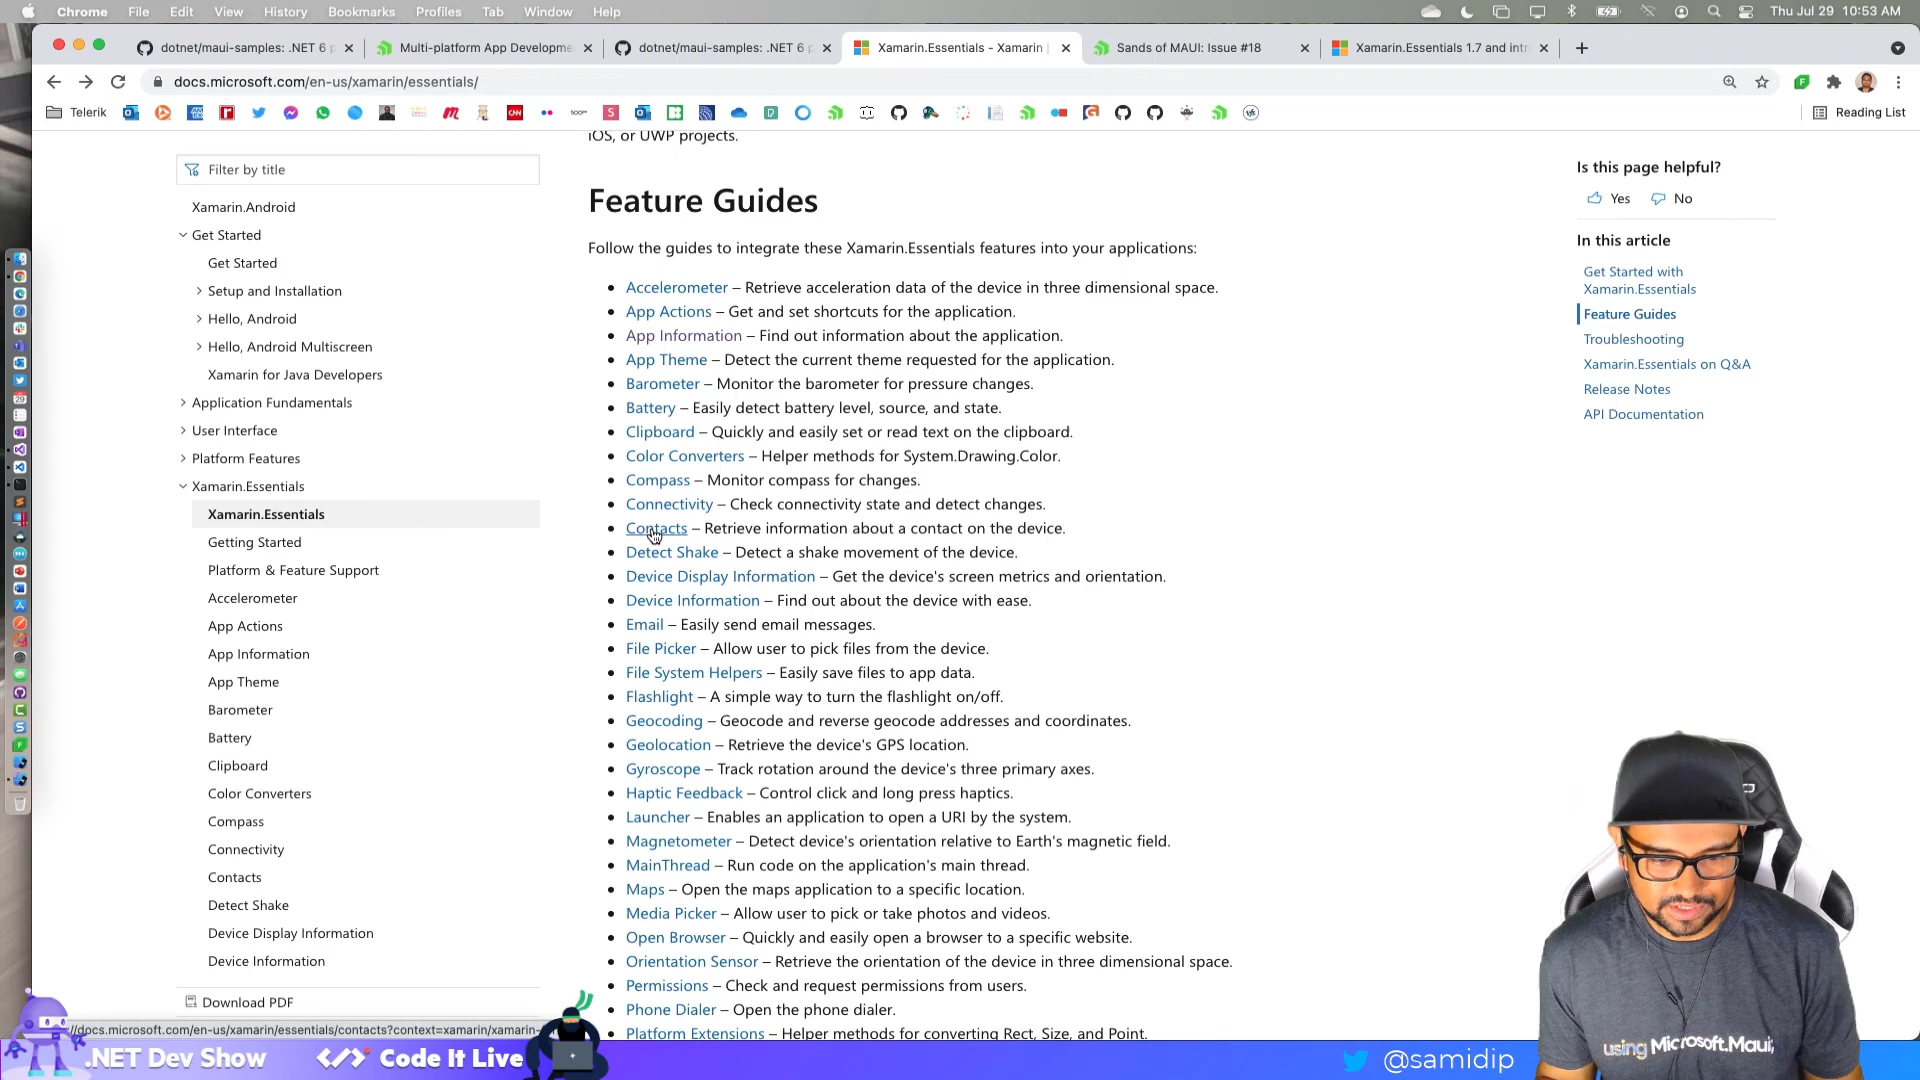 Chrome File Edit View History Bookmarks Profiles Tab Window Help Thu Jul 29 10:53 AM
dotnet/maui-samples: .NET 6 p
Multi-platform App Developme
dotnet/maui-samples: .NET 6 p
Xamarin.Essentials - Xamarin |
Sands of MAUI: Issue #18
Xamarin.Essentials 1.7 and intr
docs.microsoft.com/en-us/xamarin/essentials/
Telerik
Reading List
Filter by title
Xamarin.Android
Get Started
Get Started
Setup and Installation
Hello, Android
Hello, Android Multiscreen
Xamarin for Java Developers
Application Fundamentals
User Interface
Platform Features
Xamarin.Essentials
Xamarin.Essentials
Getting Started
Platform & Feature Support
Accelerometer
App Actions
App Information
App Theme
Barometer
Battery
Clipboard
Color Converters
Compass
Connectivity
Contacts
Detect Shake
Device Display Information
Device Information
Download PDF
iOS, or UWP projects.
Feature Guides
Follow the guides to integrate these Xamarin.Essentials features into your applications:
• Accelerometer – Retrieve acceleration data of the device in three dimensional space.
• App Actions – Get and set shortcuts for the application.
• App Information – Find out information about the application.
• App Theme – Detect the current theme requested for the application.
• Barometer – Monitor the barometer for pressure changes.
• Battery – Easily detect battery level, source, and state.
• Clipboard – Quickly and easily set or read text on the clipboard.
• Color Converters – Helper methods for System.Drawing.Color.
• Compass – Monitor compass for changes.
• Connectivity – Check connectivity state and detect changes.
• Contacts – Retrieve information about a contact on the device.
• Detect Shake – Detect a shake movement of the device.
• Device Display Information – Get the device's screen metrics and orientation.
• Device Information – Find out about the device with ease.
• Email – Easily send email messages.
• File Picker – Allow user to pick files from the device.
• File System Helpers – Easily save files to app data.
• Flashlight – A simple way to turn the flashlight on/off.
• Geocoding – Geocode and reverse geocode addresses and coordinates.
• Geolocation – Retrieve the device's GPS location.
• Gyroscope – Track rotation around the device's three primary axes.
• Haptic Feedback – Control click and long press haptics.
• Launcher – Enables an application to open a URI by the system.
• Magnetometer – Detect device's orientation relative to Earth's magnetic field.
• MainThread – Run code on the application's main thread.
• Maps – Open the maps application to a specific location.
• Media Picker – Allow user to pick or take photos and videos.
• Open Browser – Quickly and easily open a browser to a specific website.
• Orientation Sensor – Retrieve the orientation of the device in three dimensional space.
• Permissions – Check and request permissions from users.
• Phone Dialer – Open the phone dialer.
• Platform Extensions – Helper methods for converting Rect, Size, and Point.
Is this page helpful?
Yes No
In this article
Get Started with
Xamarin.Essentials
Feature Guides
Troubleshooting
Xamarin.Essentials on Q&A
Release Notes
API Documentation
//docs.microsoft.com/en-us/xamarin/essentials/contacts?context=xamarin/xamarin-
.NET Dev Show
Code It Live
@samidip
using Microsoft.Maui;